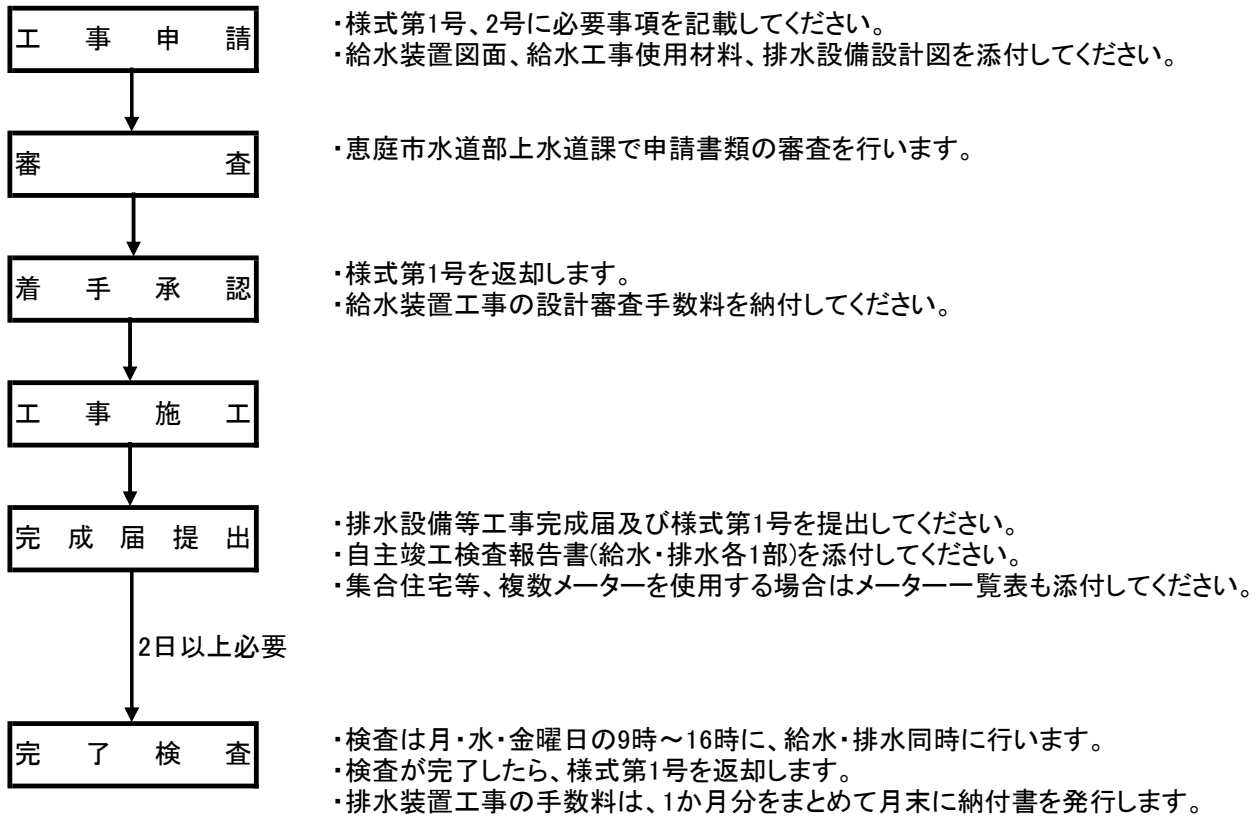 工事申請
・様式第1号、2号に必要事項を記載してください。
・給水装置図面、給水工事使用材料、排水設備設計図を添付してください。
審査
・恵庭市水道部上水道課で申請書類の審査を行います。
着手承認
・様式第1号を返却します。
・給水装置工事の設計審査手数料を納付してください。
工事施工
完成届提出
・排水設備等工事完成届及び様式第1号を提出してください。
・自主竣工検査報告書(給水・排水各1部)を添付してください。
・集合住宅等、複数メーターを使用する場合はメーター一覧表も添付してください。
2日以上必要
完了検査
・検査は月・水・金曜日の9時～16時に、給水・排水同時に行います。
・検査が完了したら、様式第1号を返却します。
・排水装置工事の手数料は、1か月分をまとめて月末に納付書を発行します。